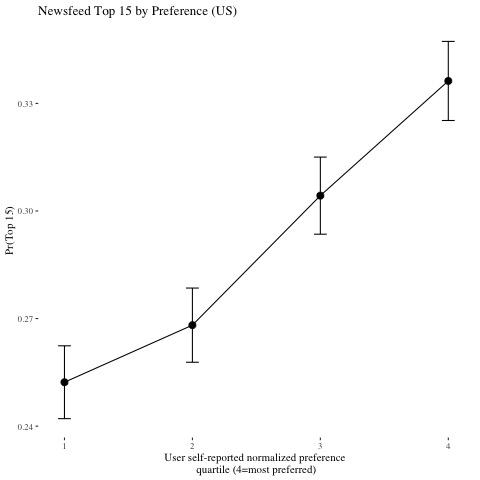 Newsfeed Top 15 by Preference (US)
Pr(Top 15)
0.33
0.30
0.27
0.24
1 2 3 4
User self-reported normalized preference
quartile (4=most preferred)